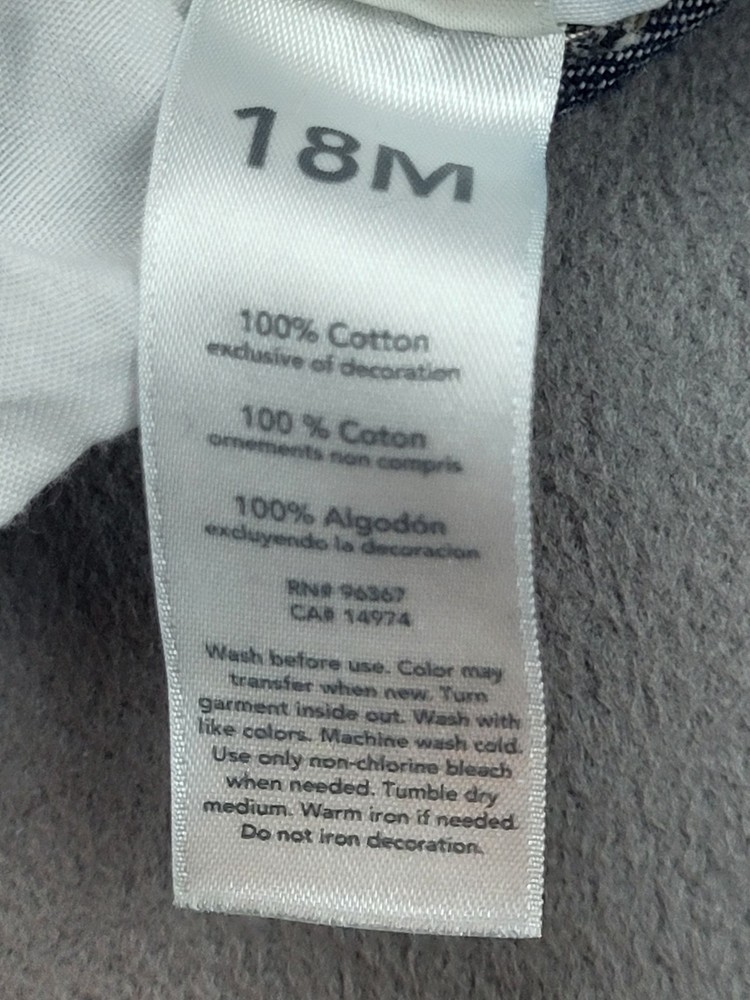 18M
100% Cotton
exclusive of decoration
100 % Coton
ornements non compris
100% Algodón
excluyendo la decoracion
RN# 96367
CA# 14974
Wash before use. Color may
transfer when new. Turn
garment inside out. Wash with
like colors. Machine wash cold.
Use only non-chlorine bleach
when needed. Tumble dry
medium. Warm iron if needed.
Do not iron decoration.